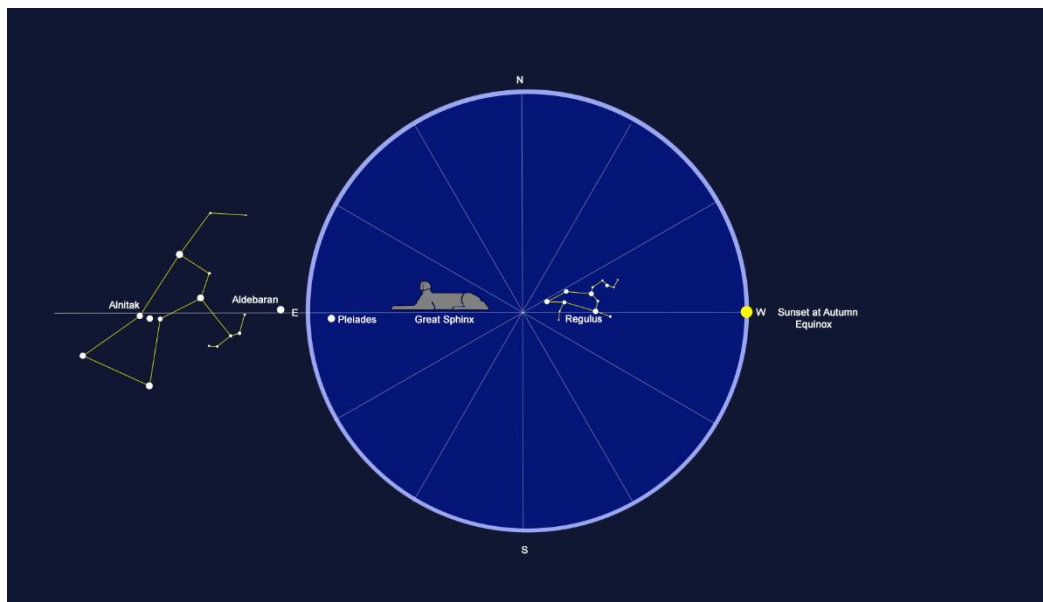 N
Alnitak
Aldebaran
E
Pleiades
Great Sphinx
Regulus
W
Sunset at Autumn
Equinox
S